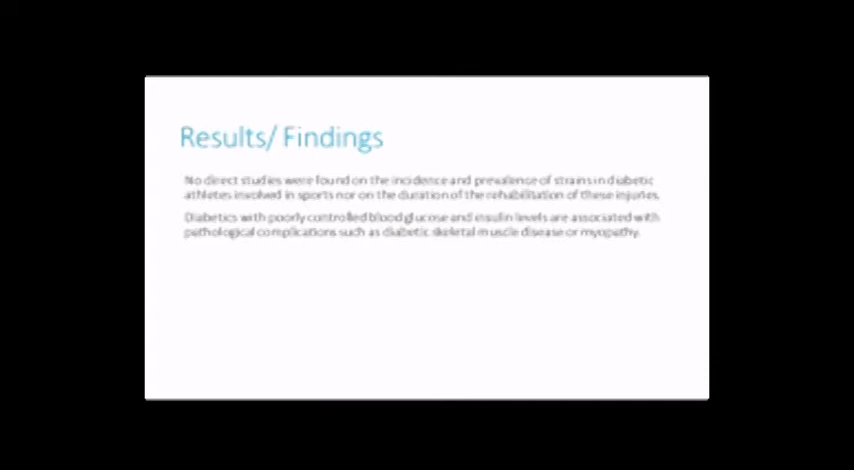 Results/ Findings
No direct studies were found on the incidence and prevalence of strains in diabetic
athletes involved in sports nor on the duration of the rehabilitation of these injuries.
Diabetics with poorly controlled blood glucose and insulin levels are associated with
pathological complications such as diabetic skeletal muscle disease or myopathy.